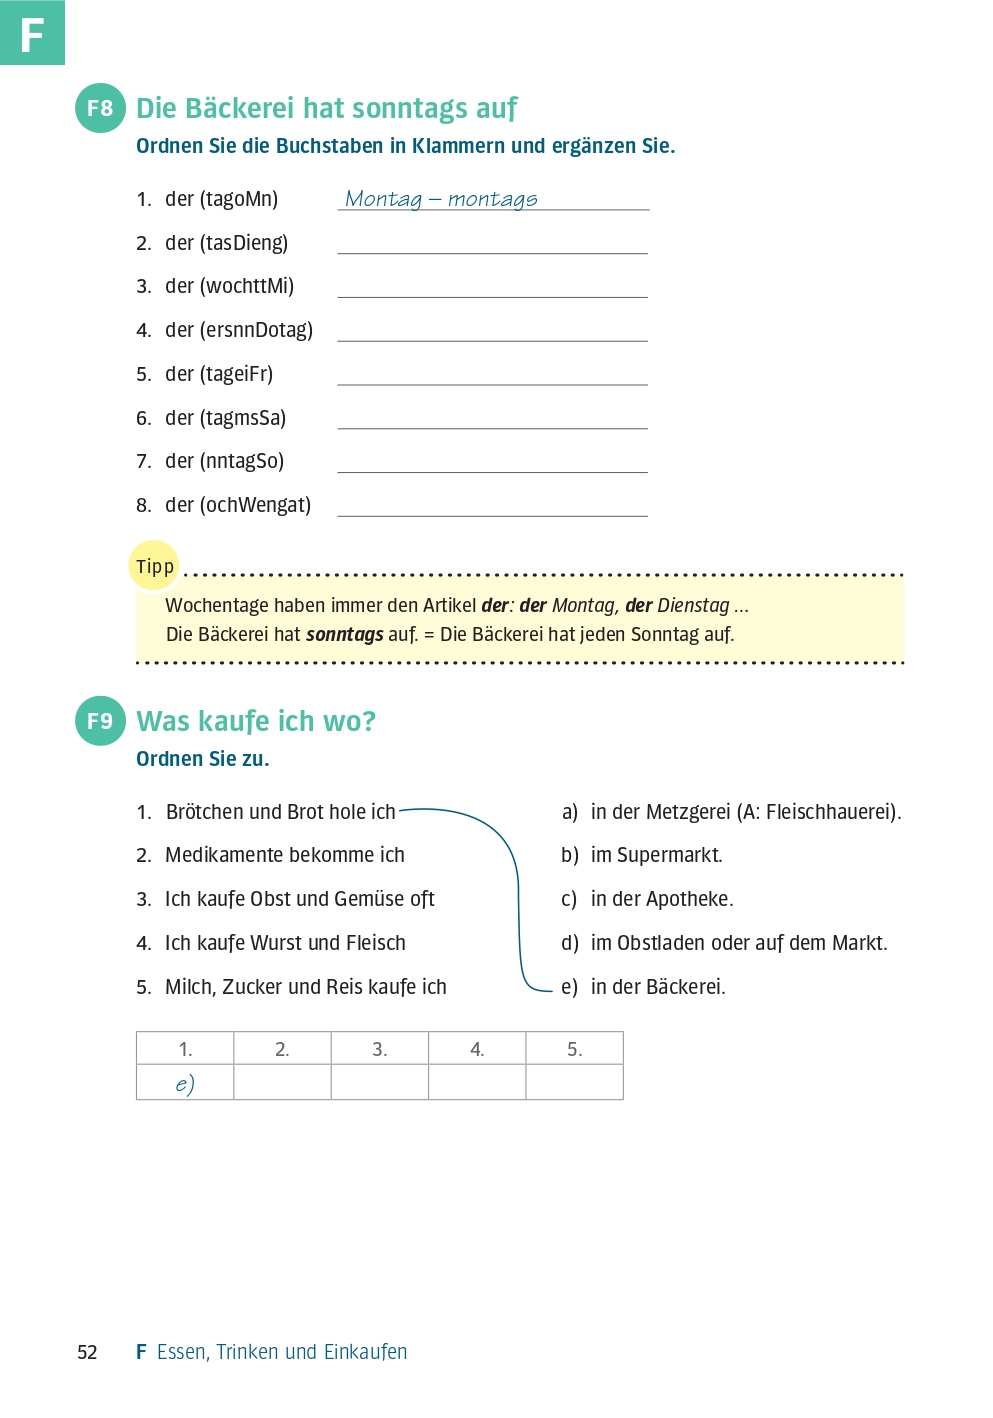 F
F8 Die Bäckerei hat sonntags auf
Ordnen Sie die Buchstaben in Klammern und ergänzen Sie.
1. der (tagoMn) Montag – montags
2. der (tasDieng)
3. der (wochttMi)
4. der (ersnnDotag)
5. der (tageiFr)
6. der (tagmsSa)
7. der (nntagSo)
8. der (ochWengat)
Tipp
Wochentage haben immer den Artikel der: der Montag, der Dienstag ...
Die Bäckerei hat sonntags auf. = Die Bäckerei hat jeden Sonntag auf.
F9 Was kaufe ich wo?
Ordnen Sie zu.
1. Brötchen und Brot hole ich a) in der Metzgerei (A: Fleischhauerei).
2. Medikamente bekomme ich b) im Supermarkt.
3. Ich kaufe Obst und Gemüse oft c) in der Apotheke.
4. Ich kaufe Wurst und Fleisch d) im Obstladen oder auf dem Markt.
5. Milch, Zucker und Reis kaufe ich e) in der Bäckerei.
1. 2. 3. 4. 5.
e)
52 F Essen, Trinken und Einkaufen